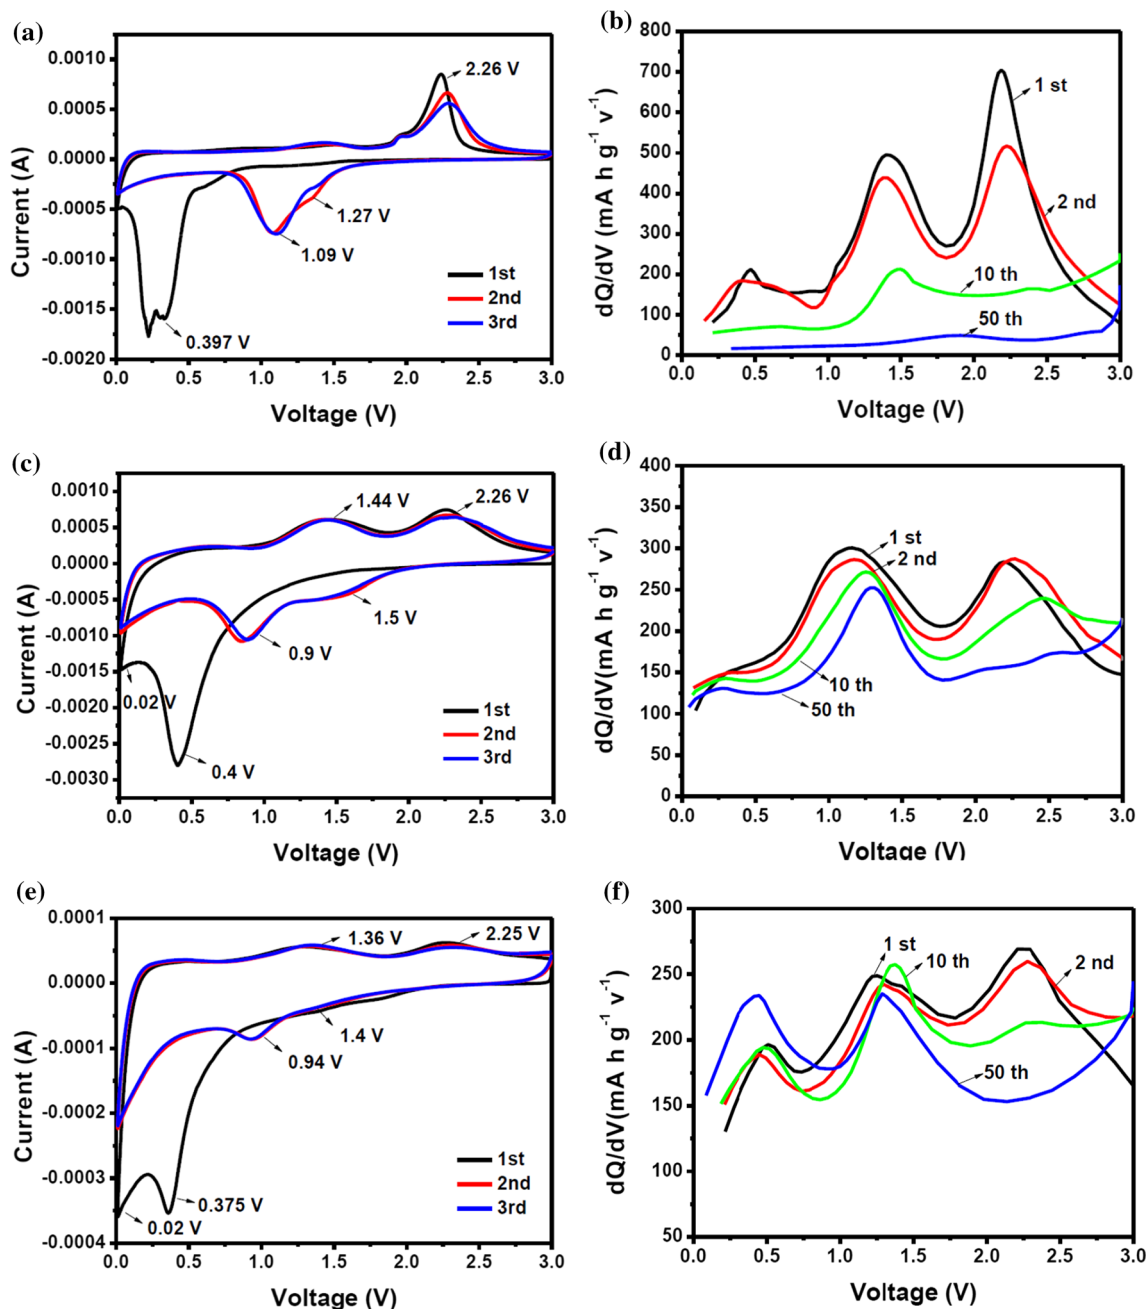 (a)
0.0010
0.0005
0.0000
-0.0005
-0.0010
-0.0015
-0.0020
Current (A)
2.26 V
1.27 V
1.09 V
0.397 V
1st
2nd
3rd
0.0 0.5 1.0 1.5 2.0 2.5 3.0
Voltage (V)
(b)
800
700
600
500
400
300
200
100
0
dQ/dV (mA h g⁻¹ v⁻¹)
1 st
2 nd
10 th
50 th
0.0 0.5 1.0 1.5 2.0 2.5 3.0
Voltage (V)
(c)
0.0010
0.0005
0.0000
-0.0005
-0.0010
-0.0015
-0.0020
-0.0025
-0.0030
Current (A)
1.44 V
2.26 V
1.5 V
0.9 V
0.02 V
0.4 V
1st
2nd
3rd
0.0 0.5 1.0 1.5 2.0 2.5 3.0
Voltage (V)
(d)
400
350
300
250
200
150
100
50
0
dQ/dV(mA h g⁻¹ v⁻¹)
1 st
2 nd
10 th
50 th
0.0 0.5 1.0 1.5 2.0 2.5 3.0
Voltage (V)
(e)
0.0001
0.0000
-0.0001
-0.0002
-0.0003
-0.0004
Current (A)
1.36 V
2.25 V
1.4 V
0.94 V
0.375 V
0.02 V
1st
2nd
3rd
0.0 0.5 1.0 1.5 2.0 2.5 3.0
Voltage (V)
(f)
300
250
200
150
100
50
dQ/dV(mA h g⁻¹ v⁻¹)
1 st
10 th
2 nd
50 th
0.0 0.5 1.0 1.5 2.0 2.5 3.0
Voltage (V)